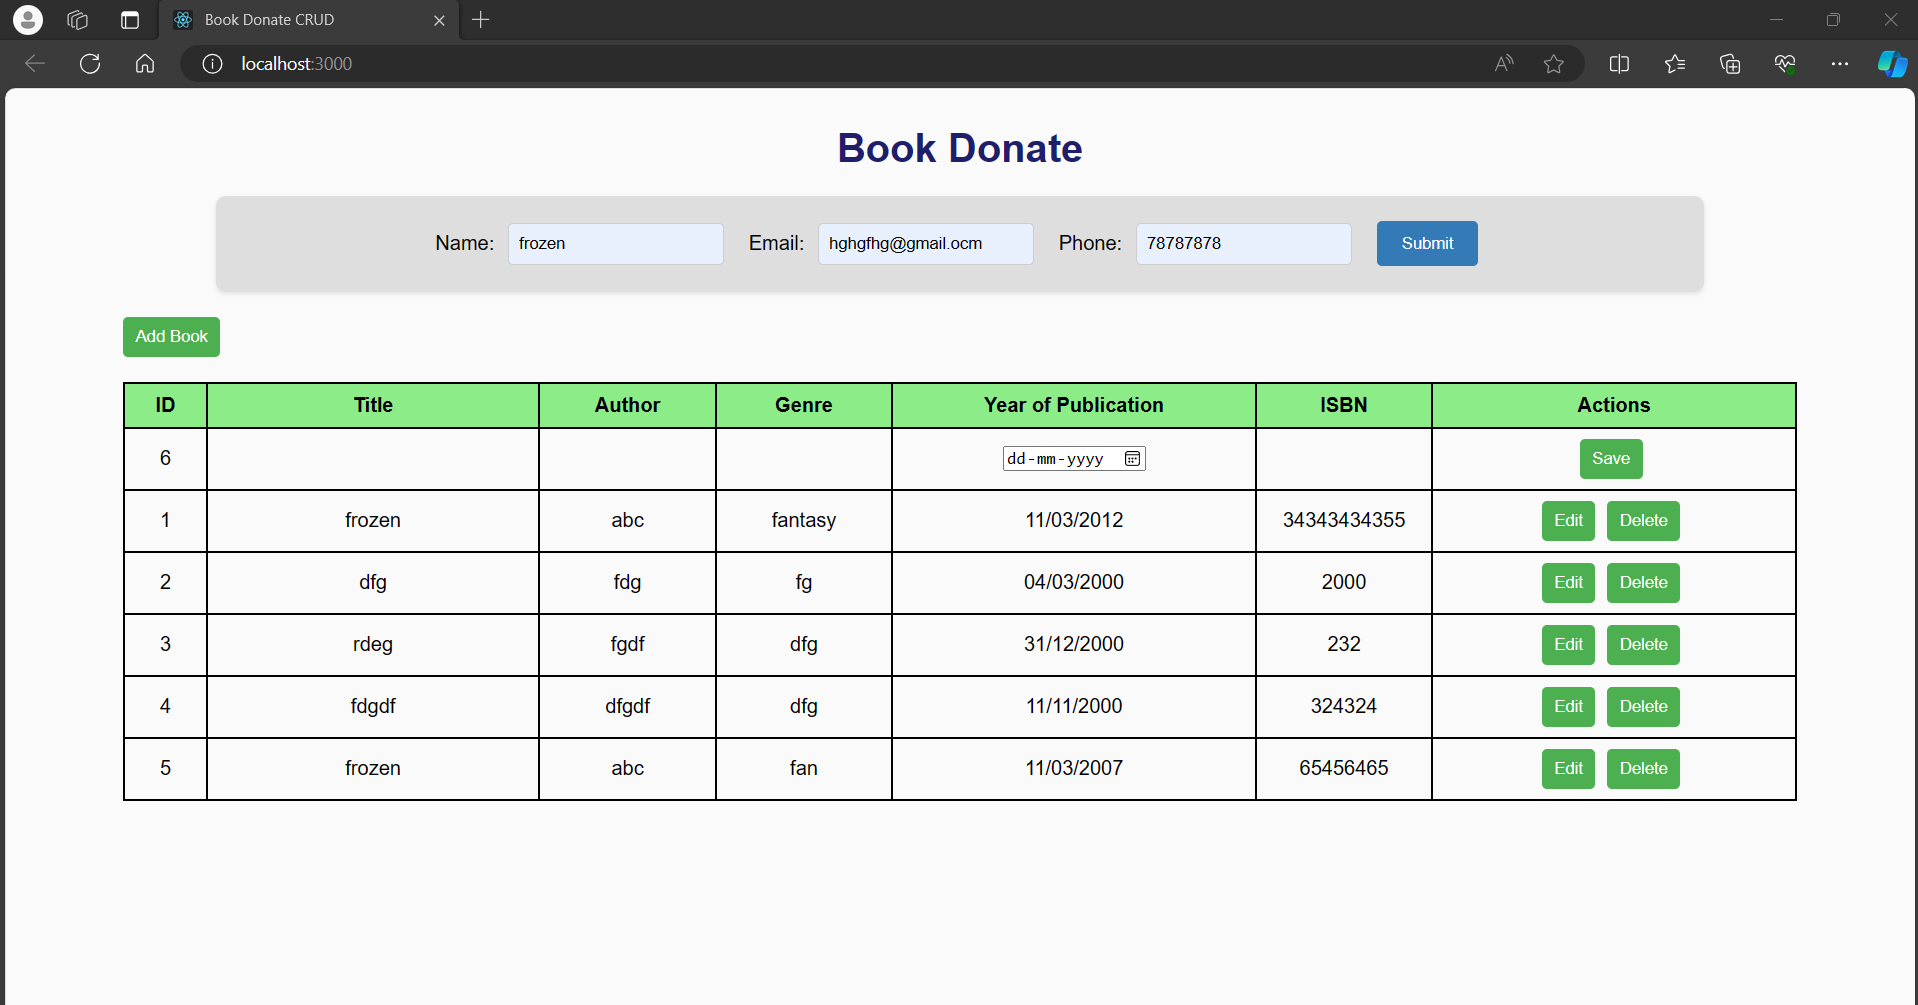 Book Donate CRUD
localhost:3000
Book Donate
Name: frozen Email: hghgfhg@gmail.ocm Phone: 78787878 Submit
Add Book
ID Title Author Genre Year of Publication ISBN Actions
6 dd-mm-yyyy Save
1 frozen abc fantasy 11/03/2012 34343434355 Edit Delete
2 dfg fdg fg 04/03/2000 2000 Edit Delete
3 rdeg fgdf dfg 31/12/2000 232 Edit Delete
4 fdgdf dfgdf dfg 11/11/2000 324324 Edit Delete
5 frozen abc fan 11/03/2007 65456465 Edit Delete